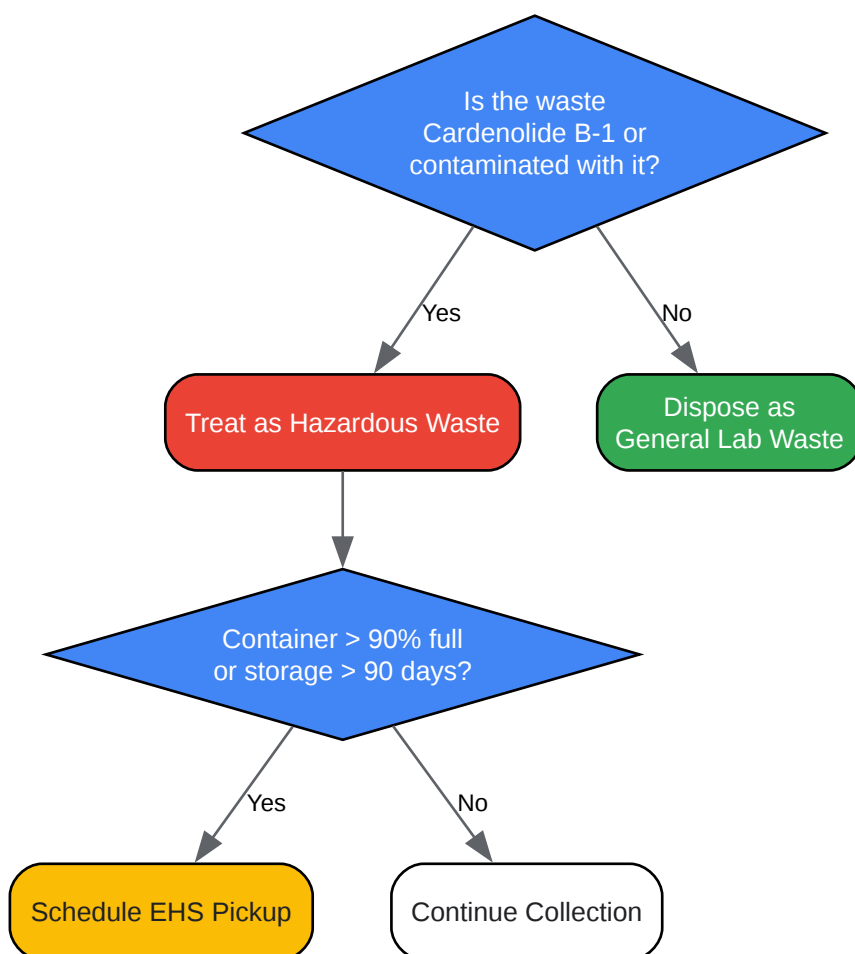 Is the waste
Cardenolide B-1 or
contaminated with it?
Yes
No
Treat as Hazardous Waste
Dispose as
General Lab Waste
Container > 90% full
or storage > 90 days?
Yes
No
Schedule EHS Pickup
Continue Collection